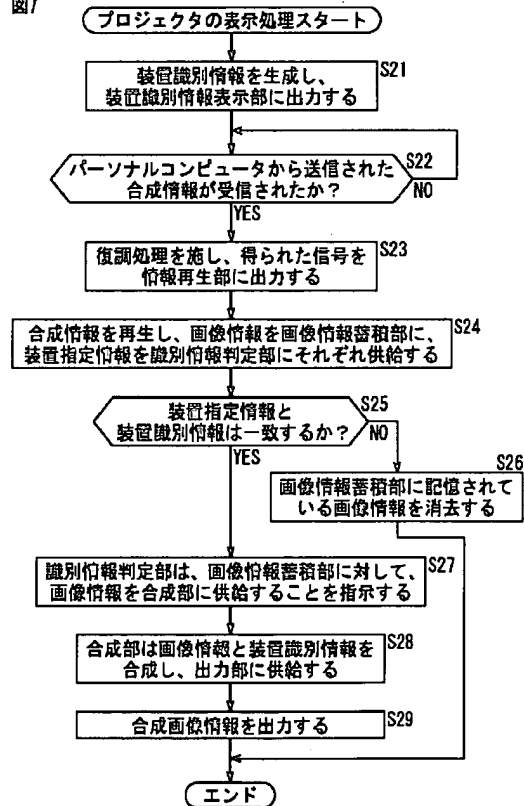 図7
プロジェクタの表示処理スタート
装置識別情報を生成し、
装置識別情報表示部に出力する
S21
パーソナルコンピュータから送信された
合成情報が受信されたか？
S22
NO
YES
復調処理を施し、得られた信号を
情報再生部に出力する
S23
合成情報を再生し、画像情報を画像情報蓄積部に、
装置指定情報を識別情報判定部にそれぞれ供給する
S24
装置指定情報と
装置識別情報は一致するか？
S25
NO
YES
S26
画像情報蓄積部に記憶されて
いる画像情報を消去する
識別情報判定部は、画像情報蓄積部に対して、
画像情報を合成部に供給することを指示する
S27
合成部は画像情報と装置識別情報を
合成し、出力部に供給する
S28
合成画像情報を出力する
S29
エンド